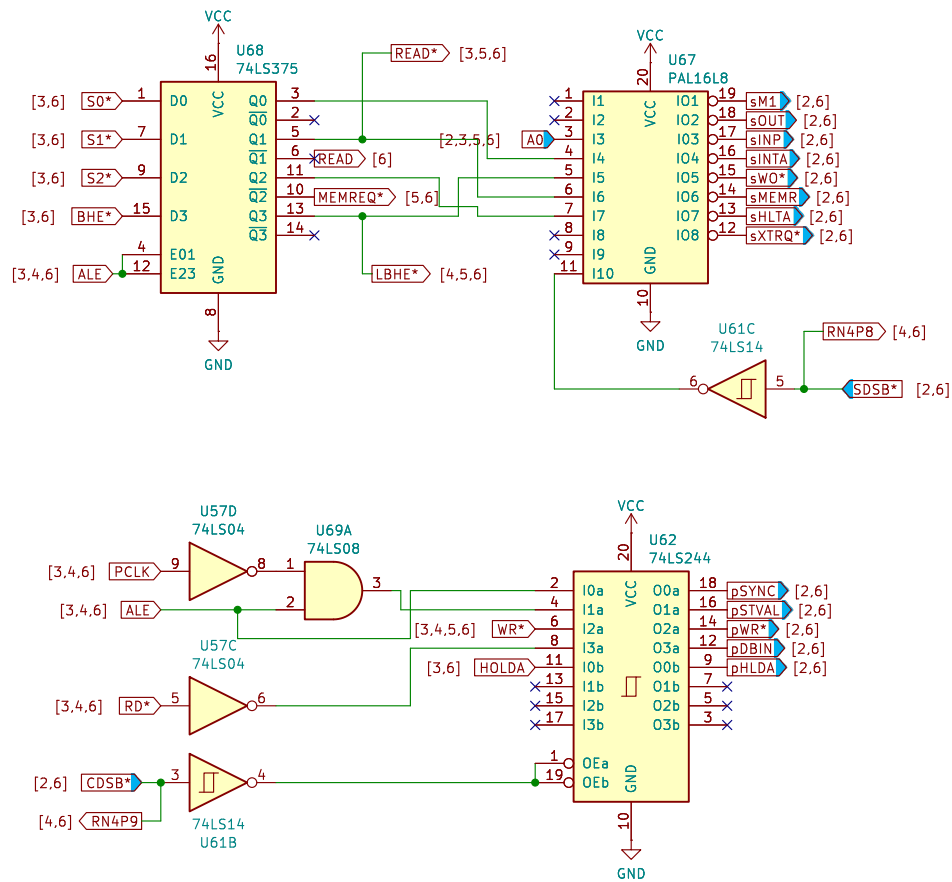 VCC
U68
74LS375
16
VCC
[3,6] S0* 1 D0 Q0 3
Q0 2
[3,6] S1* 7 D1 Q1 5
Q1 6 READ [6]
[3,6] S2* 9 D2 Q2 11
Q2 10 MEMREQ* [5,6]
[3,6] BHE* 15 D3 Q3 13
Q3 14
4 E01
[3,4,6] ALE 12 E23
GND
8
GND
READ* [3,5,6]
LBHE* [4,5,6]
VCC
U67
PAL16L8
20
VCC
1 I1 IO1 19 sM1 [2,6]
2 I2 IO2 18 sOUT [2,6]
[2,3,5,6] A0 3 I3 IO3 17 sINP [2,6]
4 I4 IO4 16 sINTA [2,6]
5 I5 IO5 15 sWO* [2,6]
6 I6 IO6 14 sMEMR [2,6]
7 I7 IO7 13 sHLTA [2,6]
8 I8 IO8 12 sXTRQ* [2,6]
9 I9
11 I10
GND
10
GND
U61C
74LS14
RN4P8 [4,6]
6 5 SDSB* [2,6]
U57D
74LS04
[3,4,6] PCLK 9 8
U69A
74LS08
1
2
3
[3,4,6] ALE
U57C
74LS04
[3,4,6] RD* 5 6
[2,6] CDSB* 3 4
[4,6] RN4P9
74LS14
U61B
VCC
U62
74LS244
20
VCC
2 I0a O0a 18 pSYNC [2,6]
4 I1a O1a 16 pSTVAL [2,6]
[3,4,5,6] WR* 6 I2a O2a 14 pWR* [2,6]
8 I3a O3a 12 pDBIN [2,6]
[3,6] HOLDA 11 I0b O0b 9 pHLDA [2,6]
13 I1b O1b 7
15 I2b O2b 5
17 I3b O3b 3
1 OEa
19 OEb
GND
10
GND